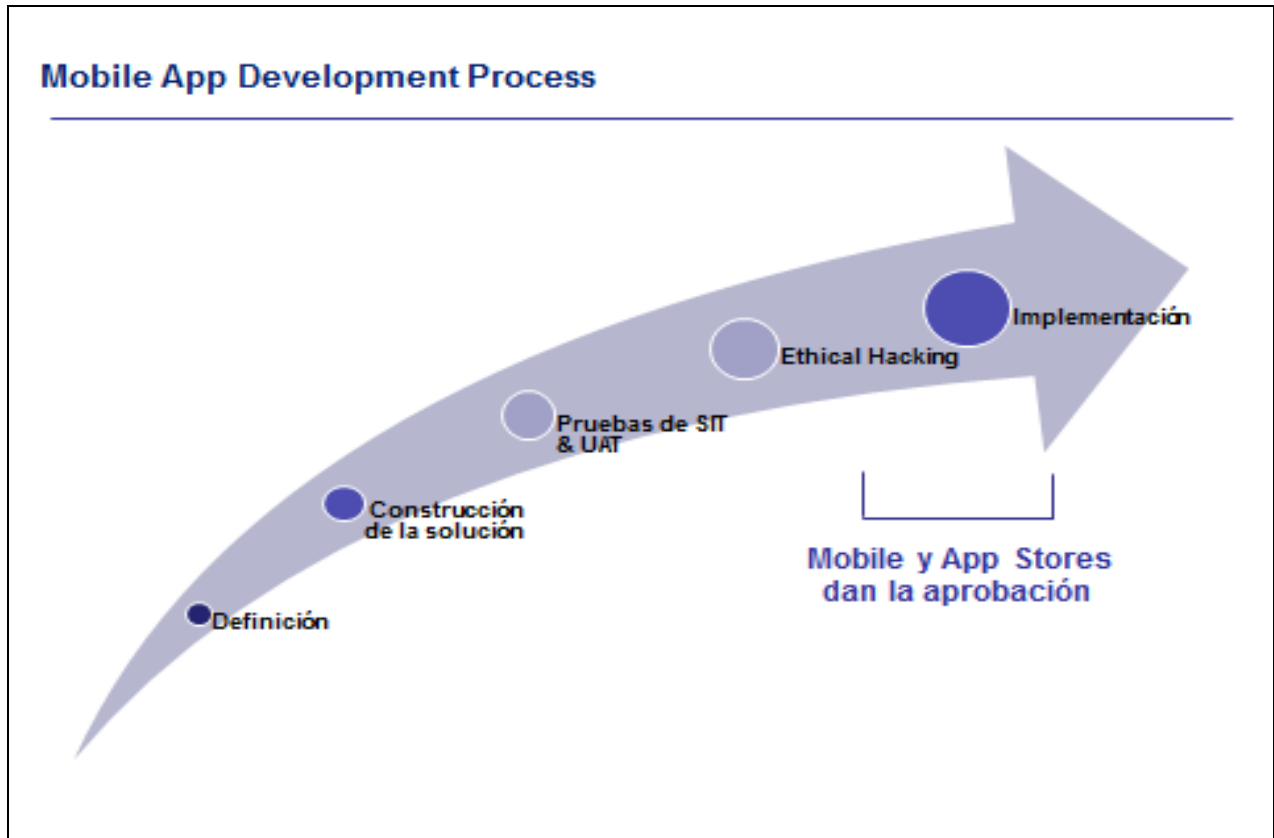 Mobile App Development Process
Implementación
Ethical Hacking
Pruebas de SIT
& UAT
Construcción
de la solución
Definición
Mobile y App Stores
dan la aprobación